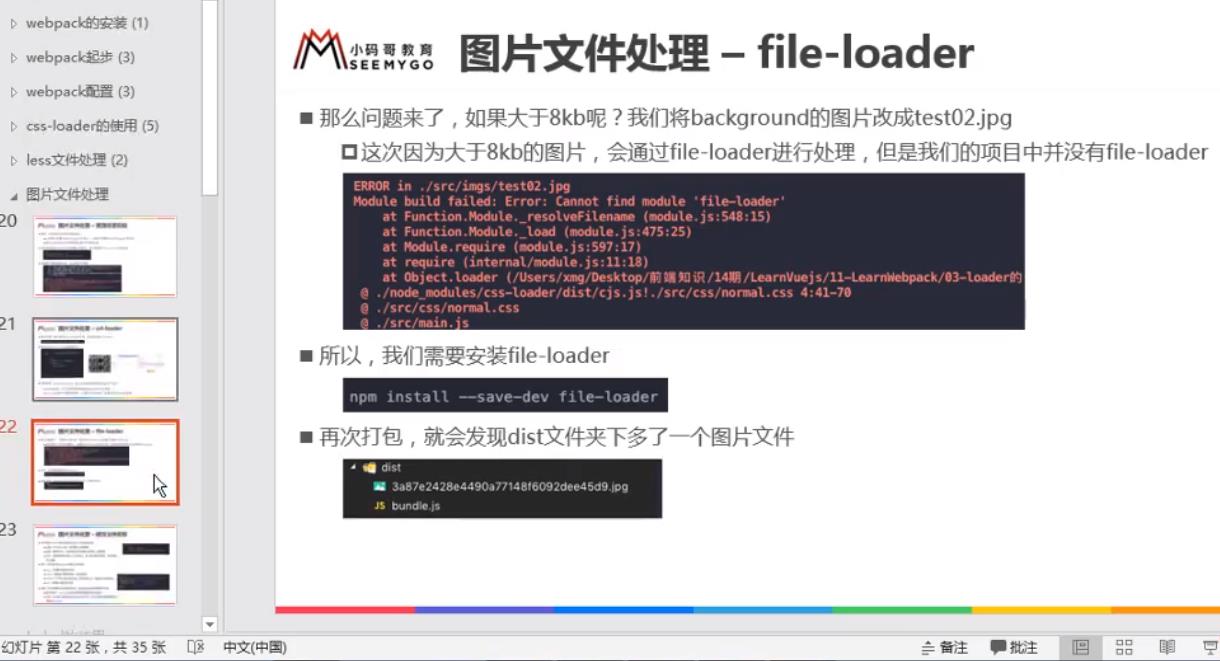 webpack的安装 (1)
webpack起步 (3)
webpack配置 (3)
css-loader的使用 (5)
less文件处理 (2)
图片文件处理
20
21
22
23
小码哥教育
SEEMYGO
图片文件处理 – file-loader
那么问题来了，如果大于8kb呢？我们将background的图片改成test02.jpg
这次因为大于8kb的图片，会通过file-loader进行处理，但是我们的项目中并没有file-loader
ERROR in ./src/imgs/test02.jpg
Module build failed: Error: Cannot find module 'file-loader'
at Function.Module._resolveFilename (module.js:548:15)
at Function.Module._load (module.js:475:25)
at Module.require (module.js:597:17)
at require (internal/module.js:11:18)
at Object.loader (/Users/xmg/Desktop/前端知识/14期/LearnVuejs/11-LearnWebpack/03-loader的
@ ./node_modules/css-loader/dist/cjs.js!./src/css/normal.css 4:41-70
@ ./src/css/normal.css
@ ./src/main.js
所以，我们需要安装file-loader
npm install --save-dev file-loader
再次打包，就会发现dist文件夹下多了一个图片文件
dist
3a87e2428e4490a77148f6092dee45d9.jpg
JS bundle.js
幻灯片 第 22 张，共 35 张
中文(中国)
备注
批注